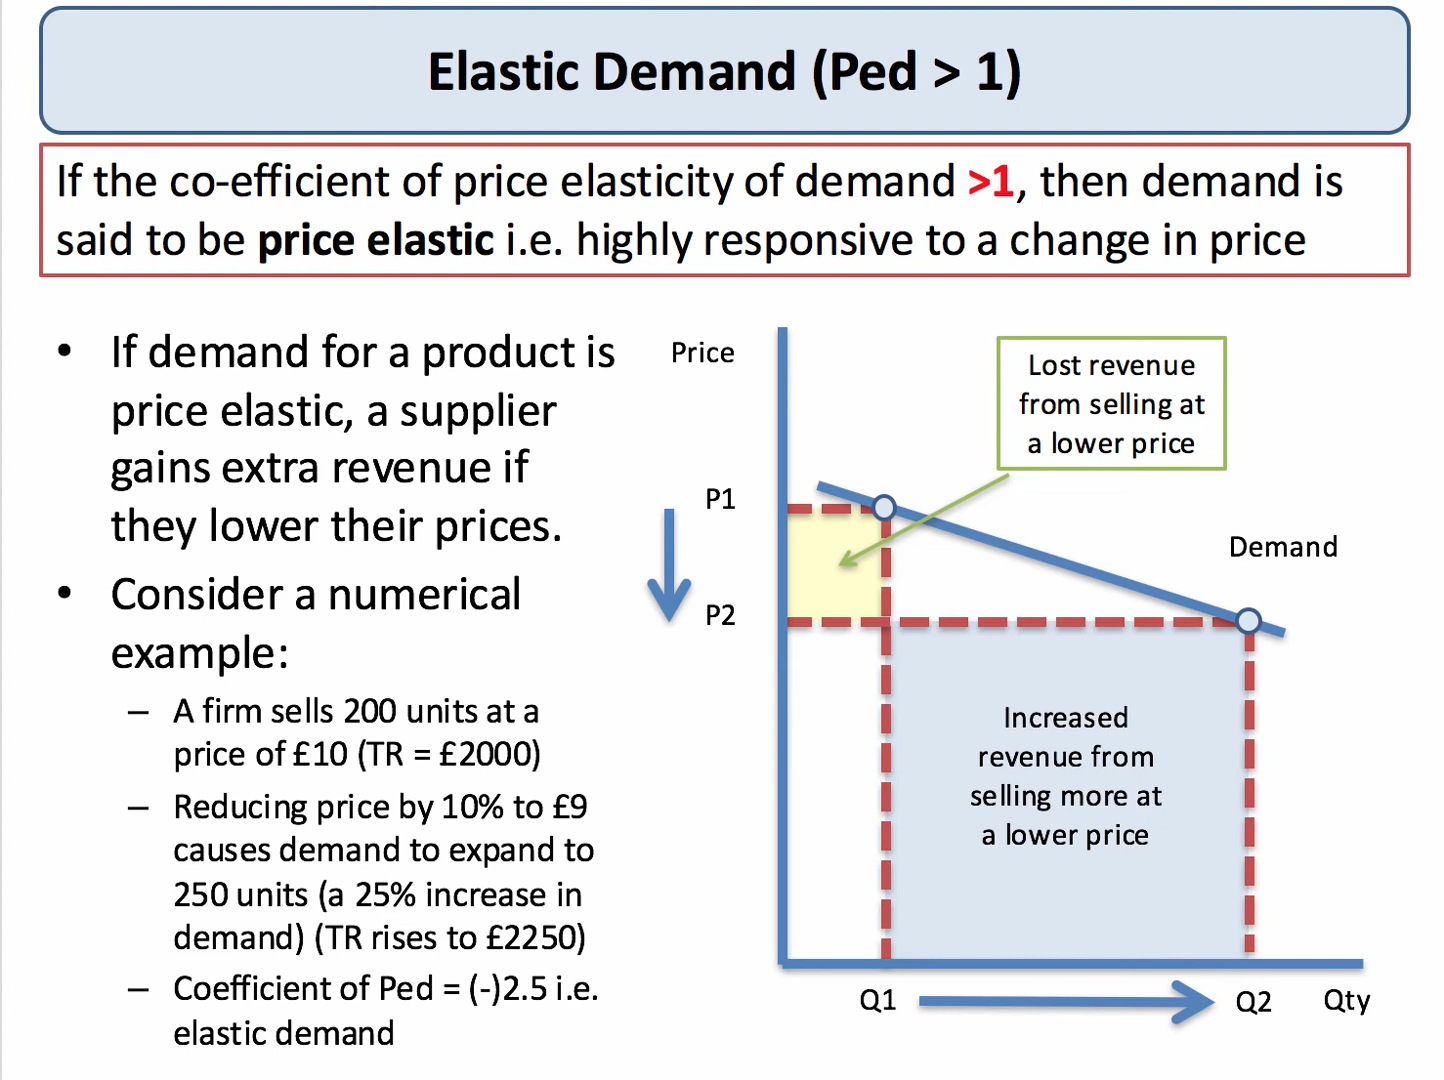 Elastic Demand (Ped > 1)
If the co-efficient of price elasticity of demand >1, then demand is
said to be price elastic i.e. highly responsive to a change in price
• If demand for a product is
price elastic, a supplier
gains extra revenue if
they lower their prices.
• Consider a numerical
example:
– A firm sells 200 units at a
price of £10 (TR = £2000)
– Reducing price by 10% to £9
causes demand to expand to
250 units (a 25% increase in
demand) (TR rises to £2250)
– Coefficient of Ped = (-)2.5 i.e.
elastic demand
Price
Lost revenue
from selling at
a lower price
P1
Demand
P2
Increased
revenue from
selling more at
a lower price
Q1
Q2
Qty